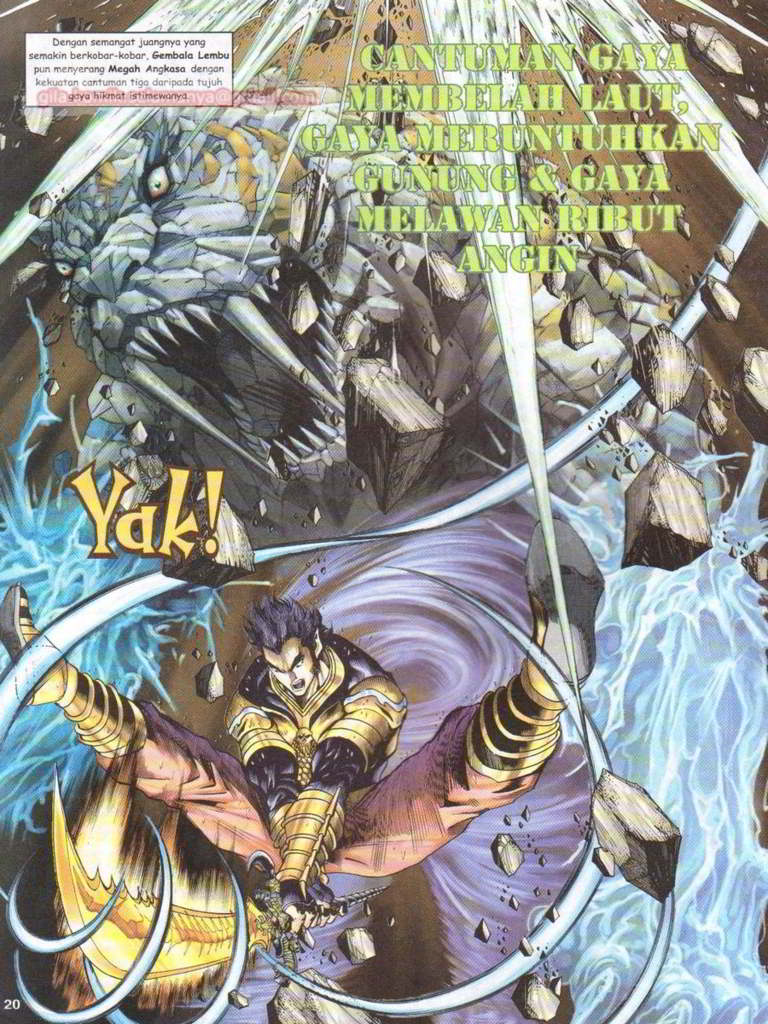 Dengan semangat juangnya yang
semakin berkobar-kobar, Gembala Lembu
pun menyerang Megah Angkasa dengan
kekuatan cantuman tiga daripada tujuh
gaya hikmat istimewanya.
CANTUMAN GAYA
MEMBELAH LAUT,
GAYA MERUNTUHKAN
GUNUNG & GAYA
MELAWAN RIBUT
ANGIN
Yak!
20